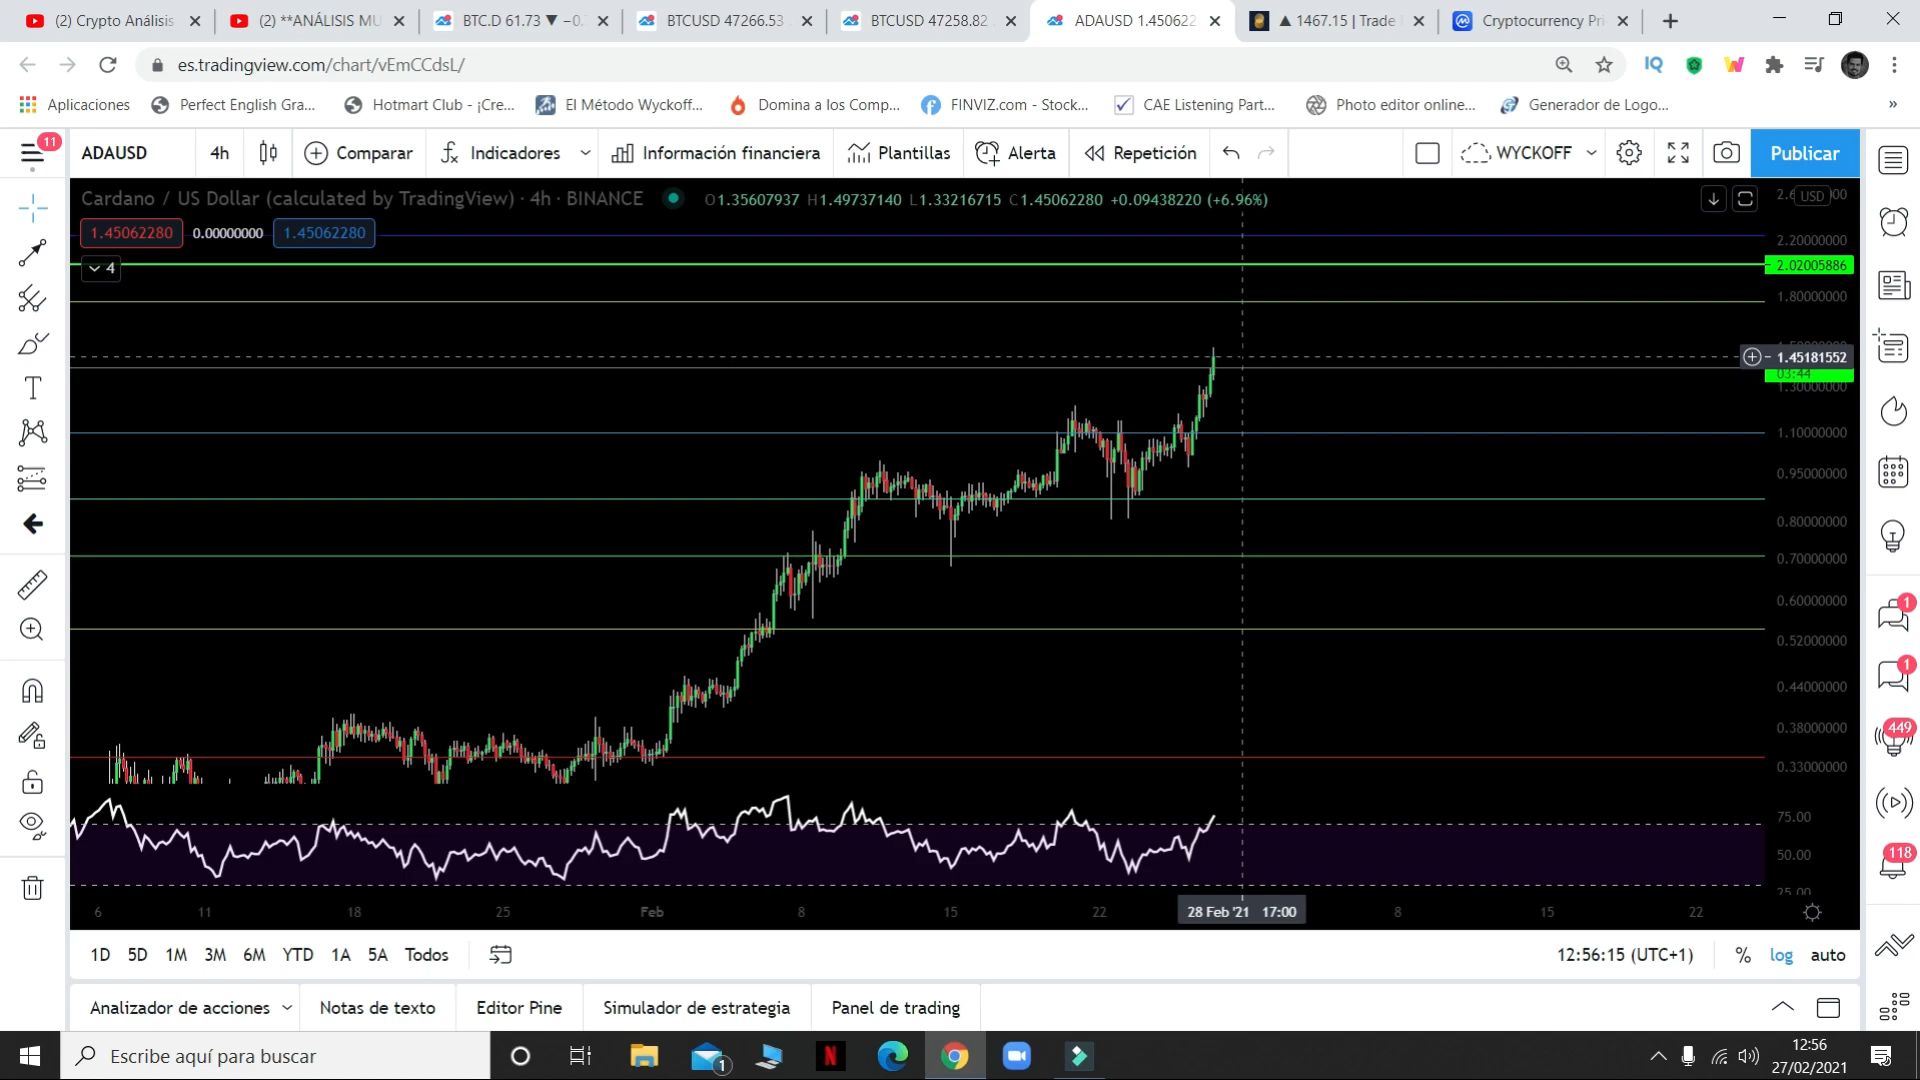 (2) Crypto Análisis
(2) **ANÁLISIS MU
BTC.D 61.73 ▼ −0.
BTCUSD 47266.53
BTCUSD 47258.82
ADAUSD 1.450622
▲ 1467.15 | Trade
Cryptocurrency Pri
es.tradingview.com/chart/vEmCCdsL/
Aplicaciones
Perfect English Gra...
Hotmart Club - ¡Cre...
El Método Wyckoff...
Domina a los Comp...
FINVIZ.com - Stock...
CAE Listening Part...
Photo editor online...
Generador de Logo...
»
11
ADAUSD
4h
Comparar
Indicadores
Información financiera
Plantillas
Alerta
Repetición
WYCKOFF
Publicar
Cardano / US Dollar (calculated by TradingView) · 4h · BINANCE
O1.35607937 H1.49737140 L1.33216715 C1.45062280 +0.09438220 (+6.96%)
USD
1.45062280
0.00000000
1.45062280
4
2.20000000
2.02005886
1.80000000
1.45181552
03:44
1.30000000
1.10000000
0.95000000
0.80000000
0.70000000
0.60000000
0.52000000
0.44000000
0.38000000
0.33000000
75.00
50.00
25.00
6
11
18
25
Feb
8
15
22
28 Feb '21 17:00
8
15
22
1
1
449
118
1D
5D
1M
3M
6M
YTD
1A
5A
Todos
12:56:15 (UTC+1)
%
log
auto
Analizador de acciones
Notas de texto
Editor Pine
Simulador de estrategia
Panel de trading
Escribe aquí para buscar
1
12:56
27/02/2021